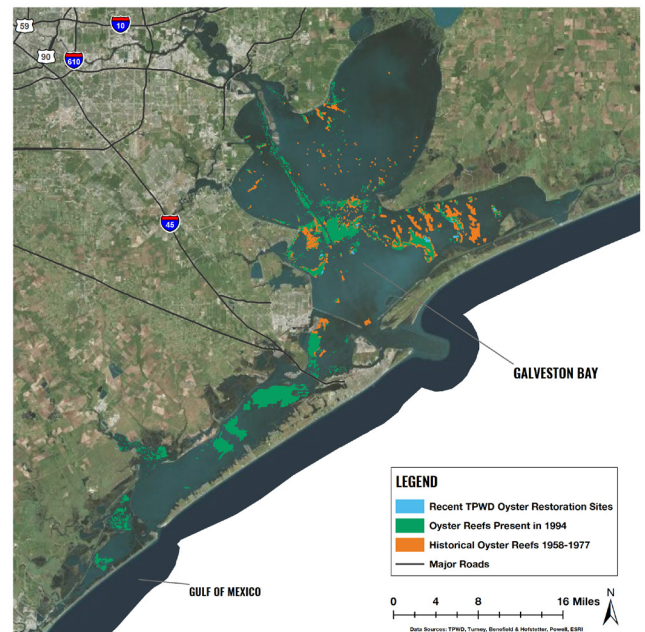 59
10
90
610
45
GALVESTON BAY
LEGEND
Recent TPWD Oyster Restoration Sites
Oyster Reefs Present in 1994
Historical Oyster Reefs 1958-1977
Major Roads
GULF OF MEXICO
0 4 8 16 Miles
N
Data Sources: TPWD, Turney, Benefield & Hofstetter, Powell, ESRI